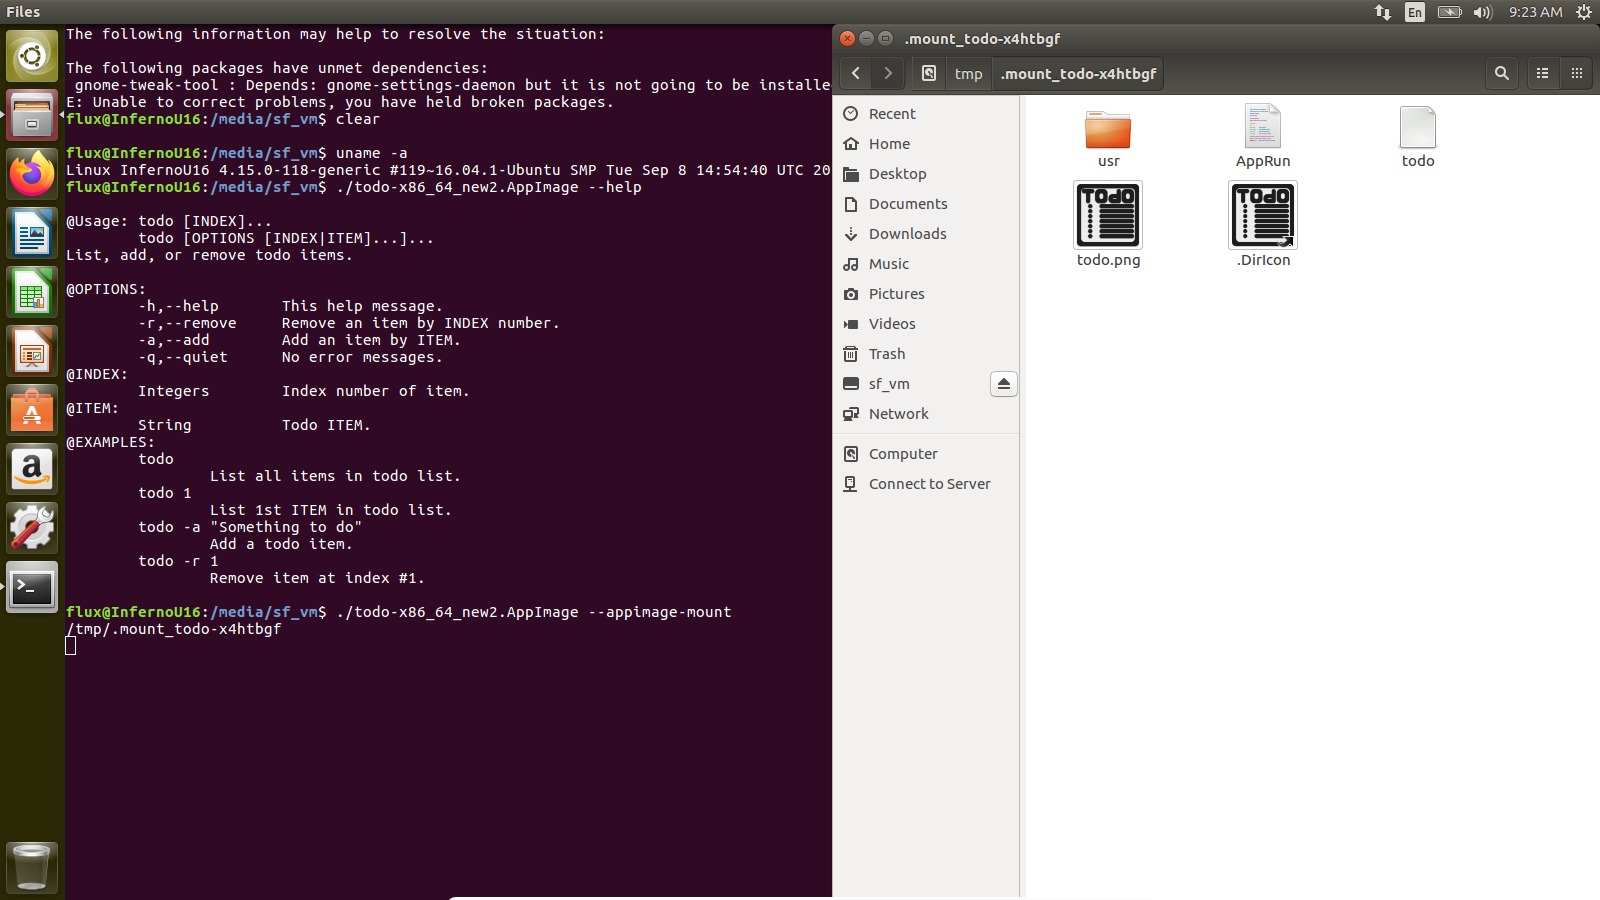 Files
En
9:23 AM
The following information may help to resolve the situation:
The following packages have unmet dependencies:
gnome-tweak-tool : Depends: gnome-settings-daemon but it is not going to be installe
E: Unable to correct problems, you have held broken packages.
flux@InfernoU16:/media/sf_vm$ clear
flux@InfernoU16:/media/sf_vm$ uname -a
Linux InfernoU16 4.15.0-118-generic #119~16.04.1-Ubuntu SMP Tue Sep 8 14:54:40 UTC 20
flux@InfernoU16:/media/sf_vm$ ./todo-x86_64_new2.AppImage --help
@Usage: todo [INDEX]...
todo [OPTIONS [INDEX|ITEM]...]...
List, add, or remove todo items.
@OPTIONS:
-h,--help This help message.
-r,--remove Remove an item by INDEX number.
-a,--add Add an item by ITEM.
-q,--quiet No error messages.
@INDEX:
Integers Index number of item.
@ITEM:
String Todo ITEM.
@EXAMPLES:
todo
List all items in todo list.
todo 1
List 1st ITEM in todo list.
todo -a "Something to do"
Add a todo item.
todo -r 1
Remove item at index #1.
flux@InfernoU16:/media/sf_vm$ ./todo-x86_64_new2.AppImage --appimage-mount
/tmp/.mount_todo-x4htbgf
.mount_todo-x4htbgf
tmp
.mount_todo-x4htbgf
Recent
Home
Desktop
Documents
Downloads
Music
Pictures
Videos
Trash
sf_vm
Network
Computer
Connect to Server
usr
AppRun
todo
TODO
TODO
todo.png
.DirIcon